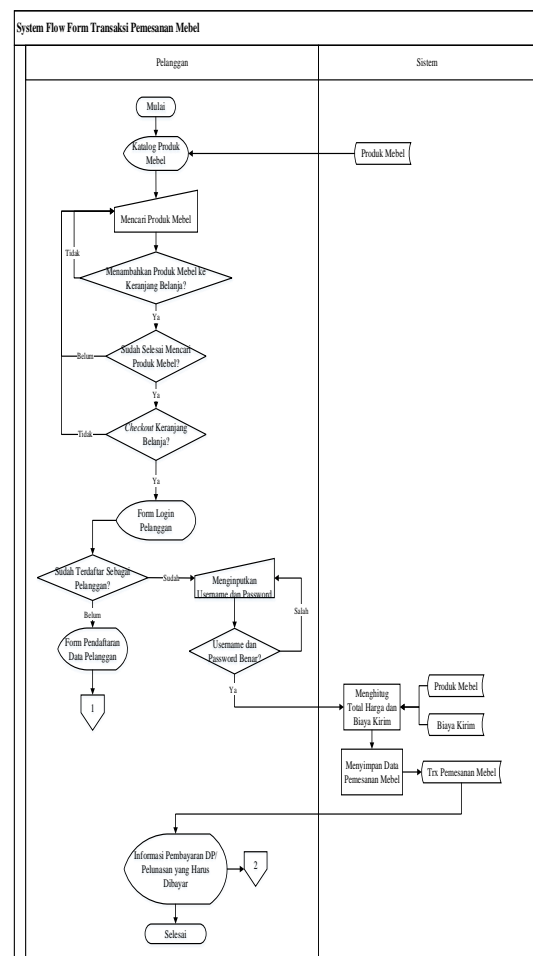 System Flow Form Transaksi Pemesanan Mebel
Pelanggan
Sistem
Mulai
Katalog Produk
Mebel
Produk Mebel
Mencari Produk Mebel
Tidak
Menambahkan Produk Mebel ke
Keranjang Belanja?
Ya
Belum
Sudah Selesai Mencari
Produk Mebel?
Ya
Tidak
Checkout Keranjang
Belanja?
Ya
Form Login
Pelanggan
Sudah Terdaftar Sebagai
Pelanggan?
Sudah
Menginputkan
Username dan Password
Salah
Belum
Form Pendaftaran
Data Pelanggan
Username dan
Password Benar?
Ya
1
Menghitug
Total Harga dan
Biaya Kirim
Produk Mebel
Biaya Kirim
Menyimpan Data
Pemesanan Mebel
Trx Pemesanan Mebel
Informasi Pembayaran DP/
Pelunasan yang Harus
Dibayar
2
Selesai